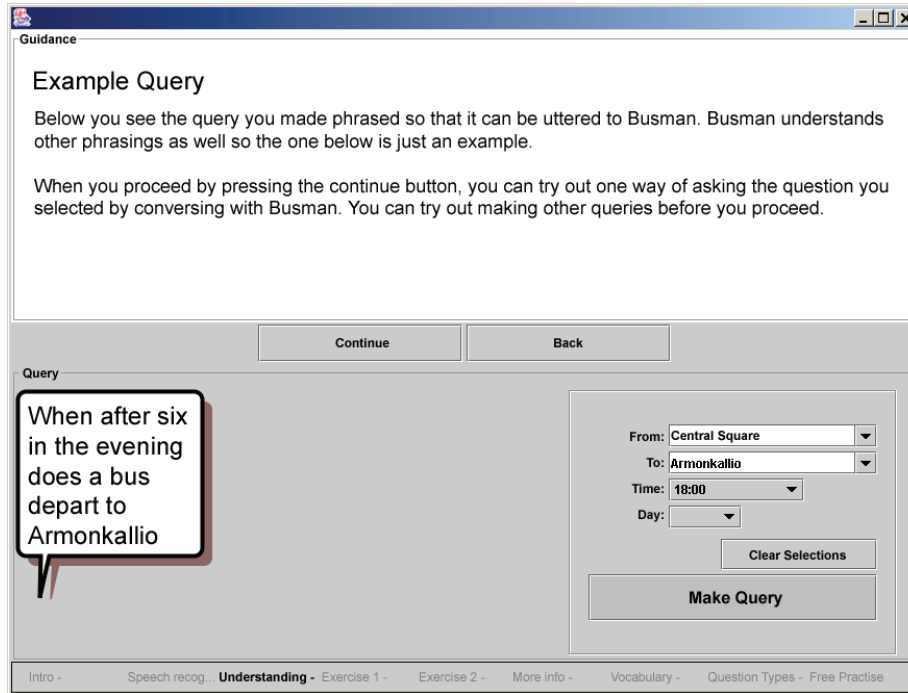 Guidance
Example Query
Below you see the query you made phrased so that it can be uttered to Busman. Busman understands
other phrasings as well so the one below is just an example.
When you proceed by pressing the continue button, you can try out one way of asking the question you
selected by conversing with Busman. You can try out making other queries before you proceed.
Continue Back
Query
When after six
in the evening
does a bus
depart to
Armonkallio
From: Central Square
To: Armonkallio
Time: 18:00
Day:
Clear Selections
Make Query
Intro - Speech recog... Understanding - Exercise 1 - Exercise 2 - More info - Vocabulary - Question Types - Free Practise